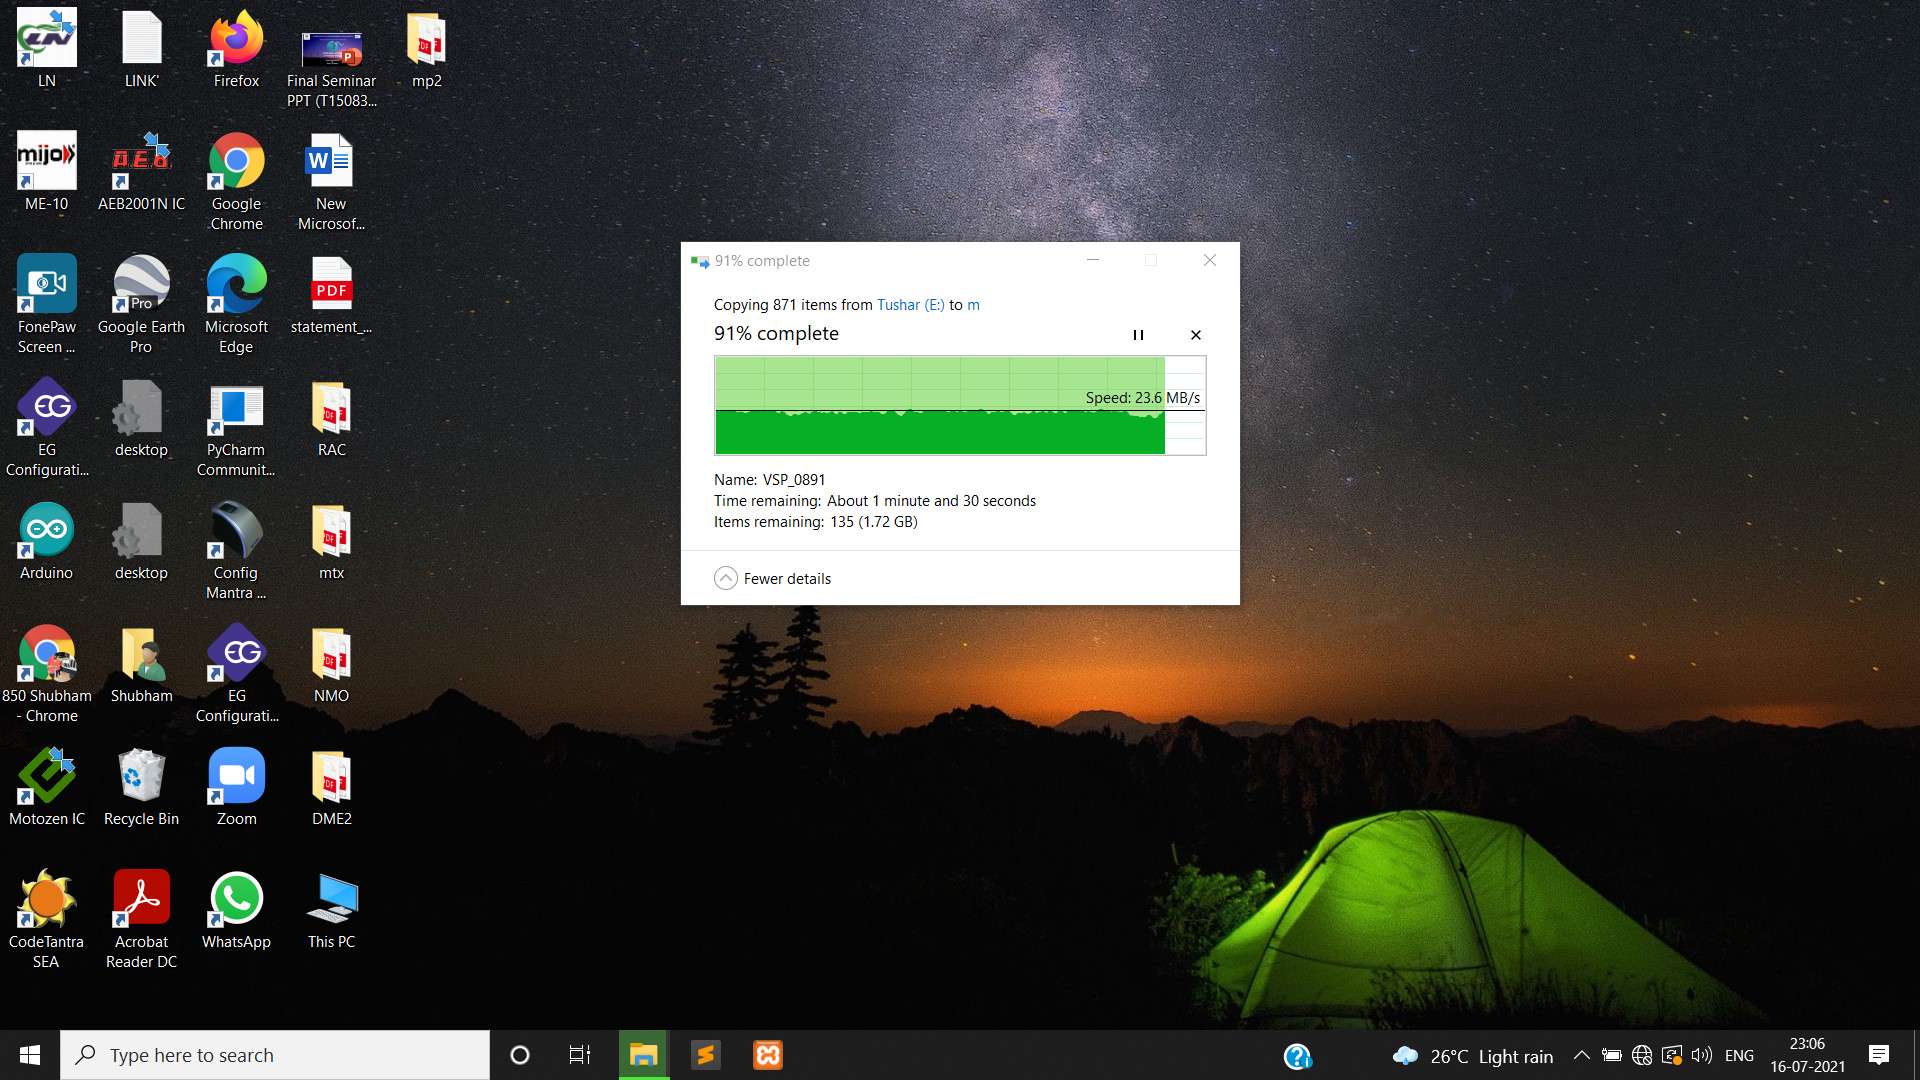 LN
LINK'
Firefox
Final Seminar
PPT (T15083...
mp2
mijo
ME-10
AEB2001N IC
Google
Chrome
New
Microsof...
FonePaw
Screen ...
Pro
Google Earth
Pro
Microsoft
Edge
PDF
statement_...
EG
EG
Configurati...
desktop
PyCharm
Communit...
RAC
Arduino
desktop
Config
Mantra ...
mtx
850 Shubham
- Chrome
Shubham
EG
EG
Configurati...
NMO
Motozen IC
Recycle Bin
Zoom
DME2
CodeTantra
SEA
Acrobat
Reader DC
WhatsApp
This PC
91% complete
Copying 871 items from Tushar (E:) to m
91% complete
Speed: 23.6 MB/s
Name: VSP_0891
Time remaining: About 1 minute and 30 seconds
Items remaining: 135 (1.72 GB)
Fewer details
Type here to search
26°C Light rain
ENG
23:06
16-07-2021